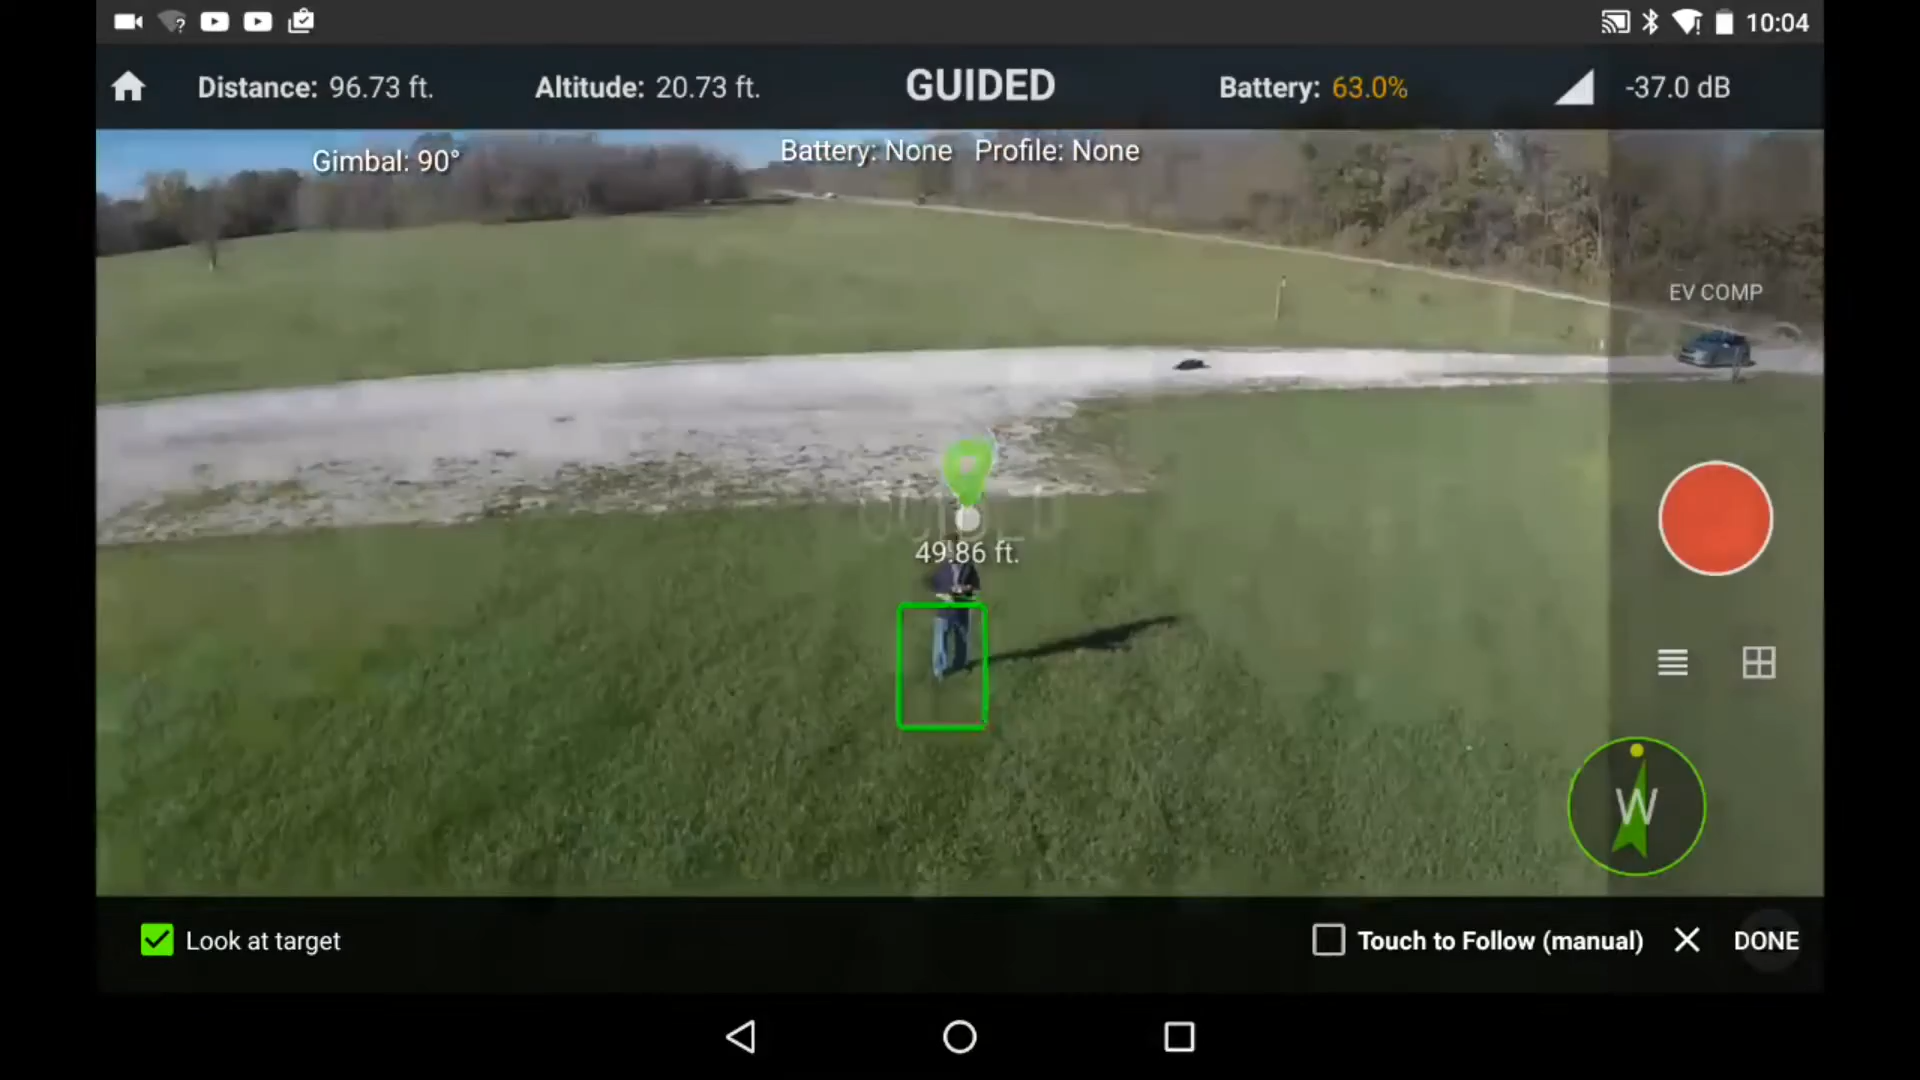 10:04
Distance: 96.73 ft. Altitude: 20.73 ft. GUIDED Battery: 63.0% -37.0 dB
Gimbal: 90°
Battery: None Profile: None
EV COMP
49.86 ft.
W
Look at target
Touch to Follow (manual) DONE